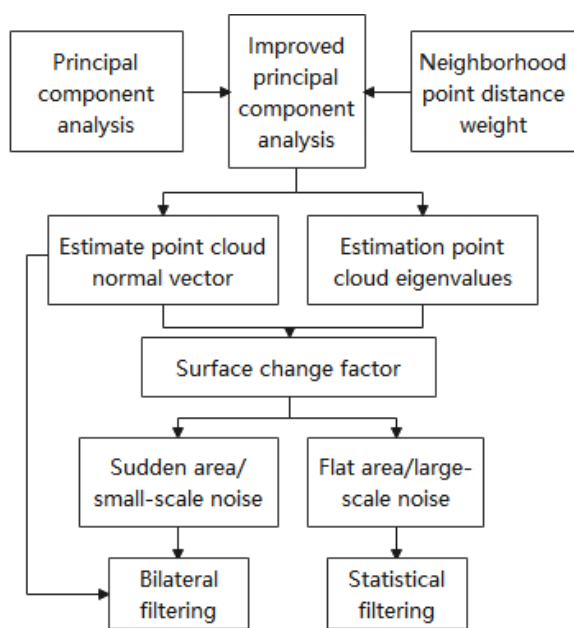 Principal
component
analysis
Improved
principal
component
analysis
Neighborhood
point distance
weight
Estimate point cloud
normal vector
Estimation point
cloud eigenvalues
Surface change factor
Sudden area/
small-scale noise
Flat area/large-
scale noise
Bilateral
filtering
Statistical
filtering